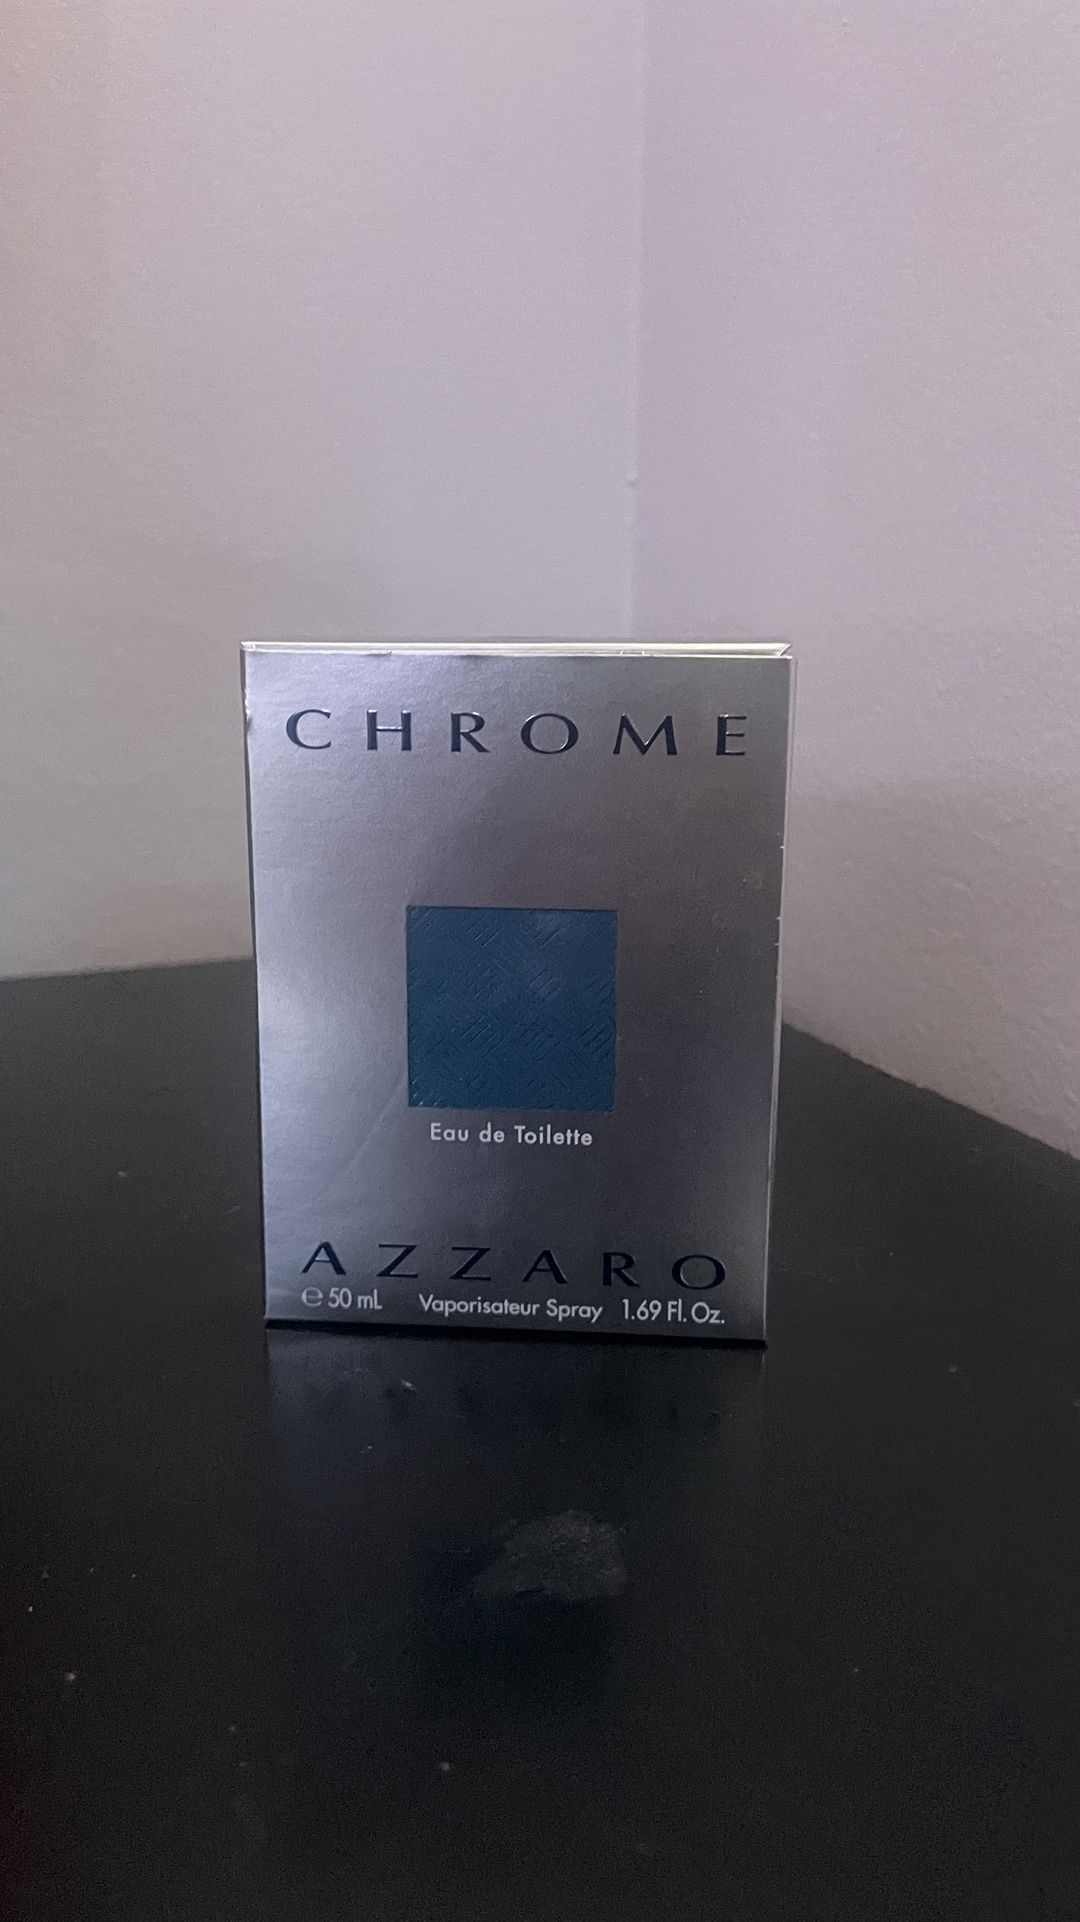 CHROME
Eau de Toilette
AZZARO
℮ 50 mL Vaporisateur Spray 1.69 Fl. Oz.